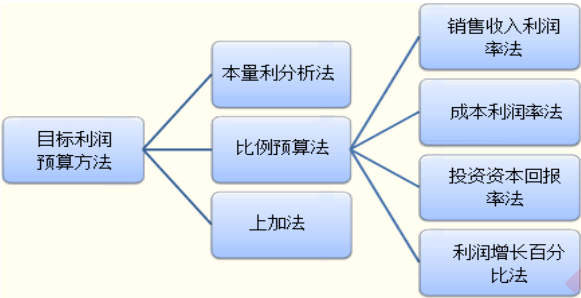 目标利润
预算方法
本量利分析法
比例预算法
上加法
销售收入利润
率法
成本利润率法
投资资本回报
率法
利润增长百分
比法